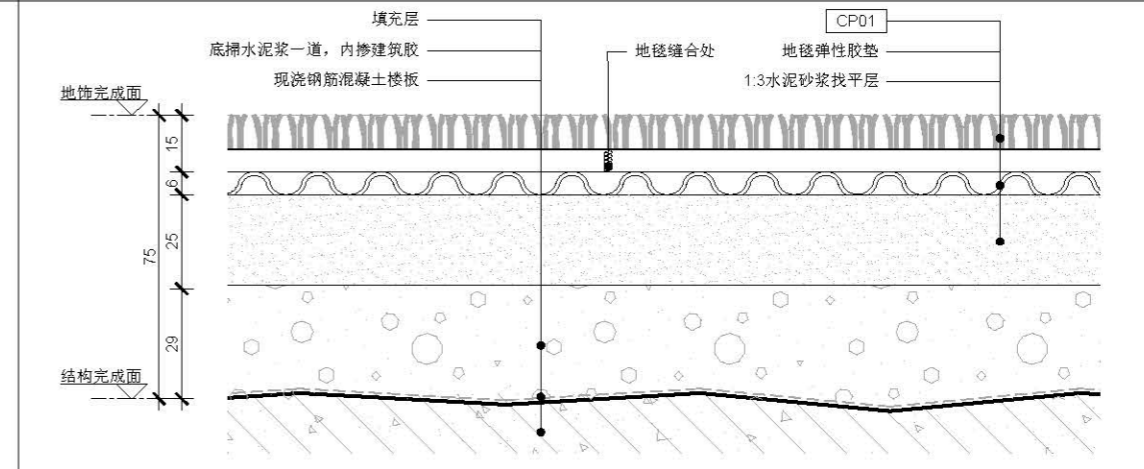 填充层
CP01
底掃水泥浆一道，内掺建筑胶
地毯缝合处
地毯弹性胶垫
现浇钢筋混凝土楼板
1:3水泥砂浆找平层
地饰完成面
15
6
25
75
29
结构完成面